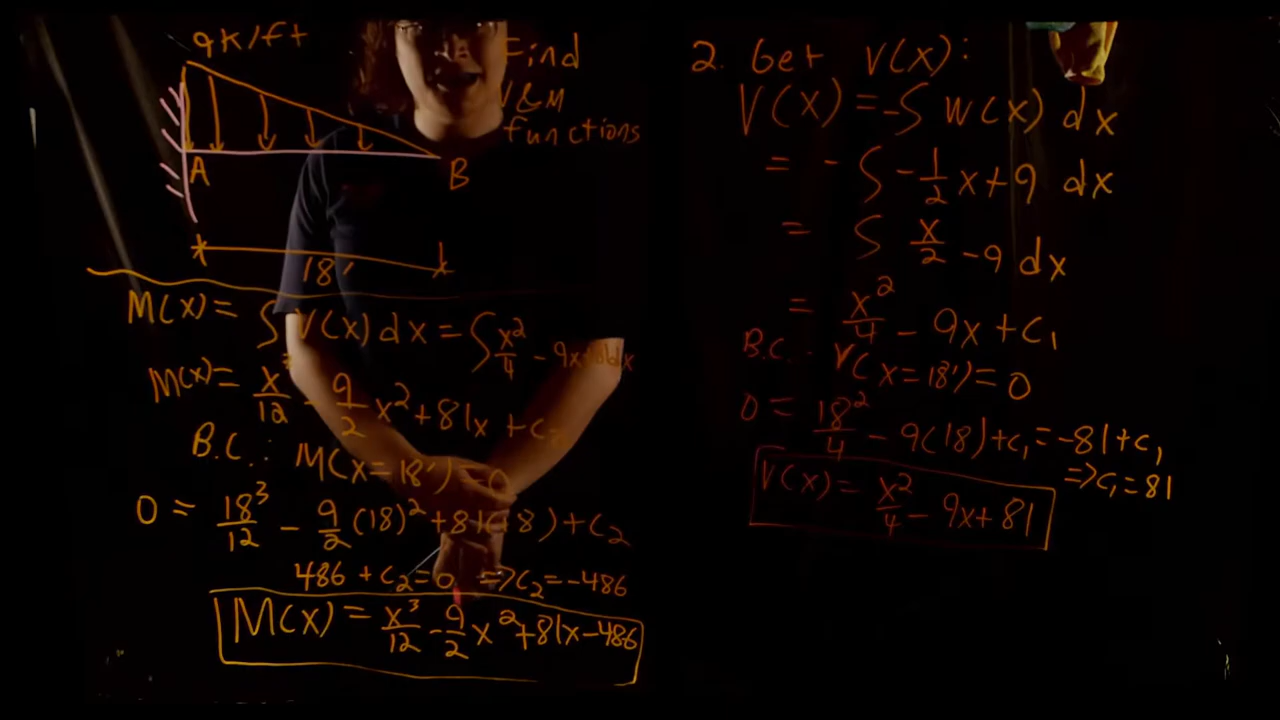 9k/ft
Find
V&M
functions
A
B
18'
M(x) = ∫V(x) dx = ∫ x²/4 - 9x+81dx
M(x) = x³/12 - 9/2 x² + 81x + C₂
B.C.: M(x=18') = 0
0 = 18³/12 - 9/2 (18)² + 81(18) + C₂
486 + C₂ = 0 => C₂ = -486
M(x) = x³/12 - 9/2 x² + 81x - 486
2. Get V(x):
V(x) = -∫ W(x) dx
= - ∫ -1/2 x + 9 dx
= ∫ x/2 - 9 dx
= x²/4 - 9x + C₁
B.C.: V(x=18') = 0
0 = 18²/4 - 9(18) + C₁ = -81 + C₁
=> C₁ = 81
V(x) = x²/4 - 9x + 81